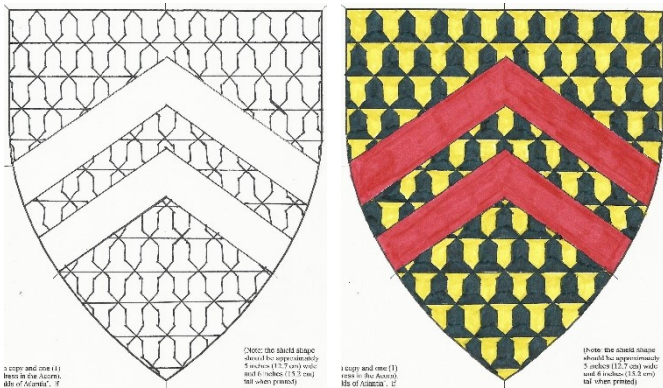 (Note: the shield shape
should be approximately
5 inches (12.7 cm) wide
and 6 inches (15.2 cm)
tall when printed)
copy and one (1)
ress in the Acorn).
lds of Atlantia". If
(Note: the shield shape
should be approximately
5 inches (12.7 cm) wide
and 6 inches (15.2 cm)
tall when printed)
copy and one (1)
ress in the Acorn).
lds of Atlantia". If